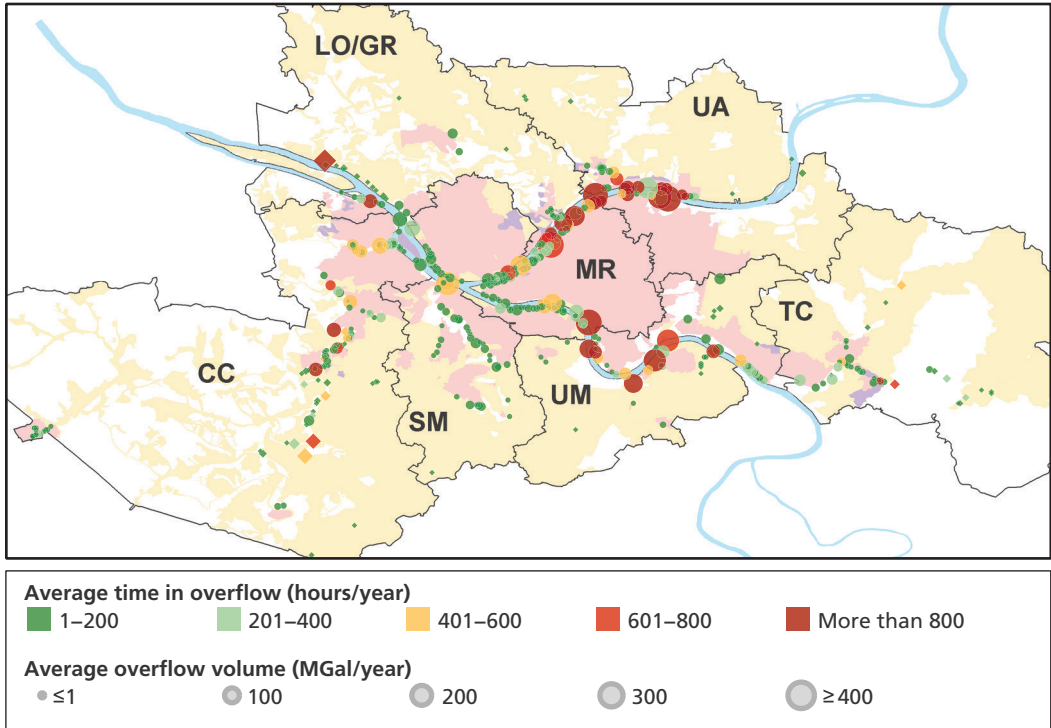 LO/GR
UA
MR
TC
CC
SM
UM
Average time in overflow (hours/year)
1–200 201–400 401–600 601–800 More than 800
Average overflow volume (MGal/year)
≤1 100 200 300 ≥400